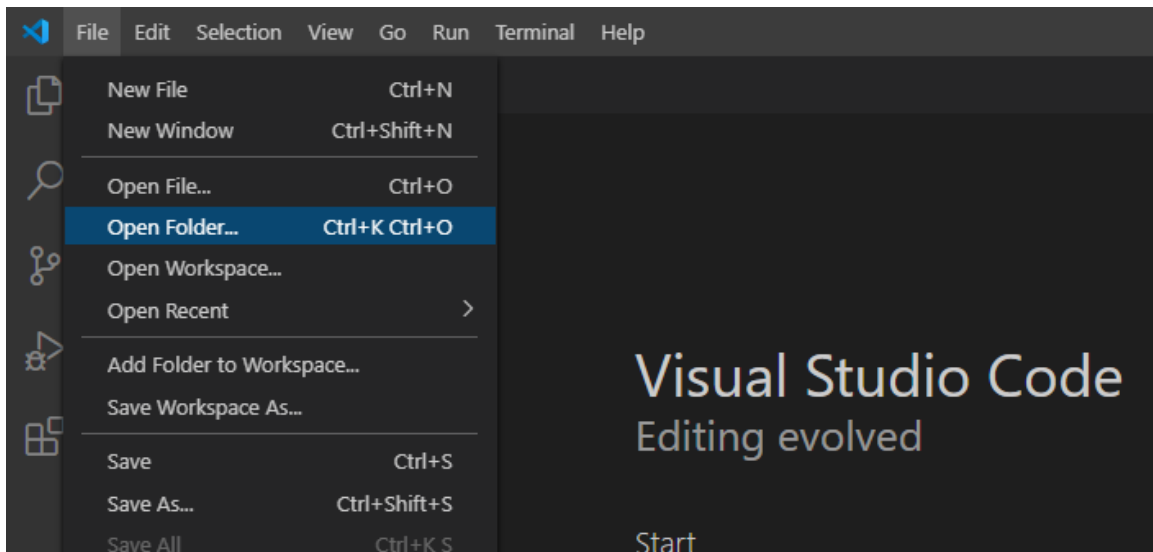 File Edit Selection View Go Run Terminal Help
New File Ctrl+N
New Window Ctrl+Shift+N
Open File... Ctrl+O
Open Folder... Ctrl+K Ctrl+O
Open Workspace...
Open Recent
Add Folder to Workspace...
Save Workspace As...
Save Ctrl+S
Save As... Ctrl+Shift+S
Save All Ctrl+K S
Visual Studio Code
Editing evolved
Start